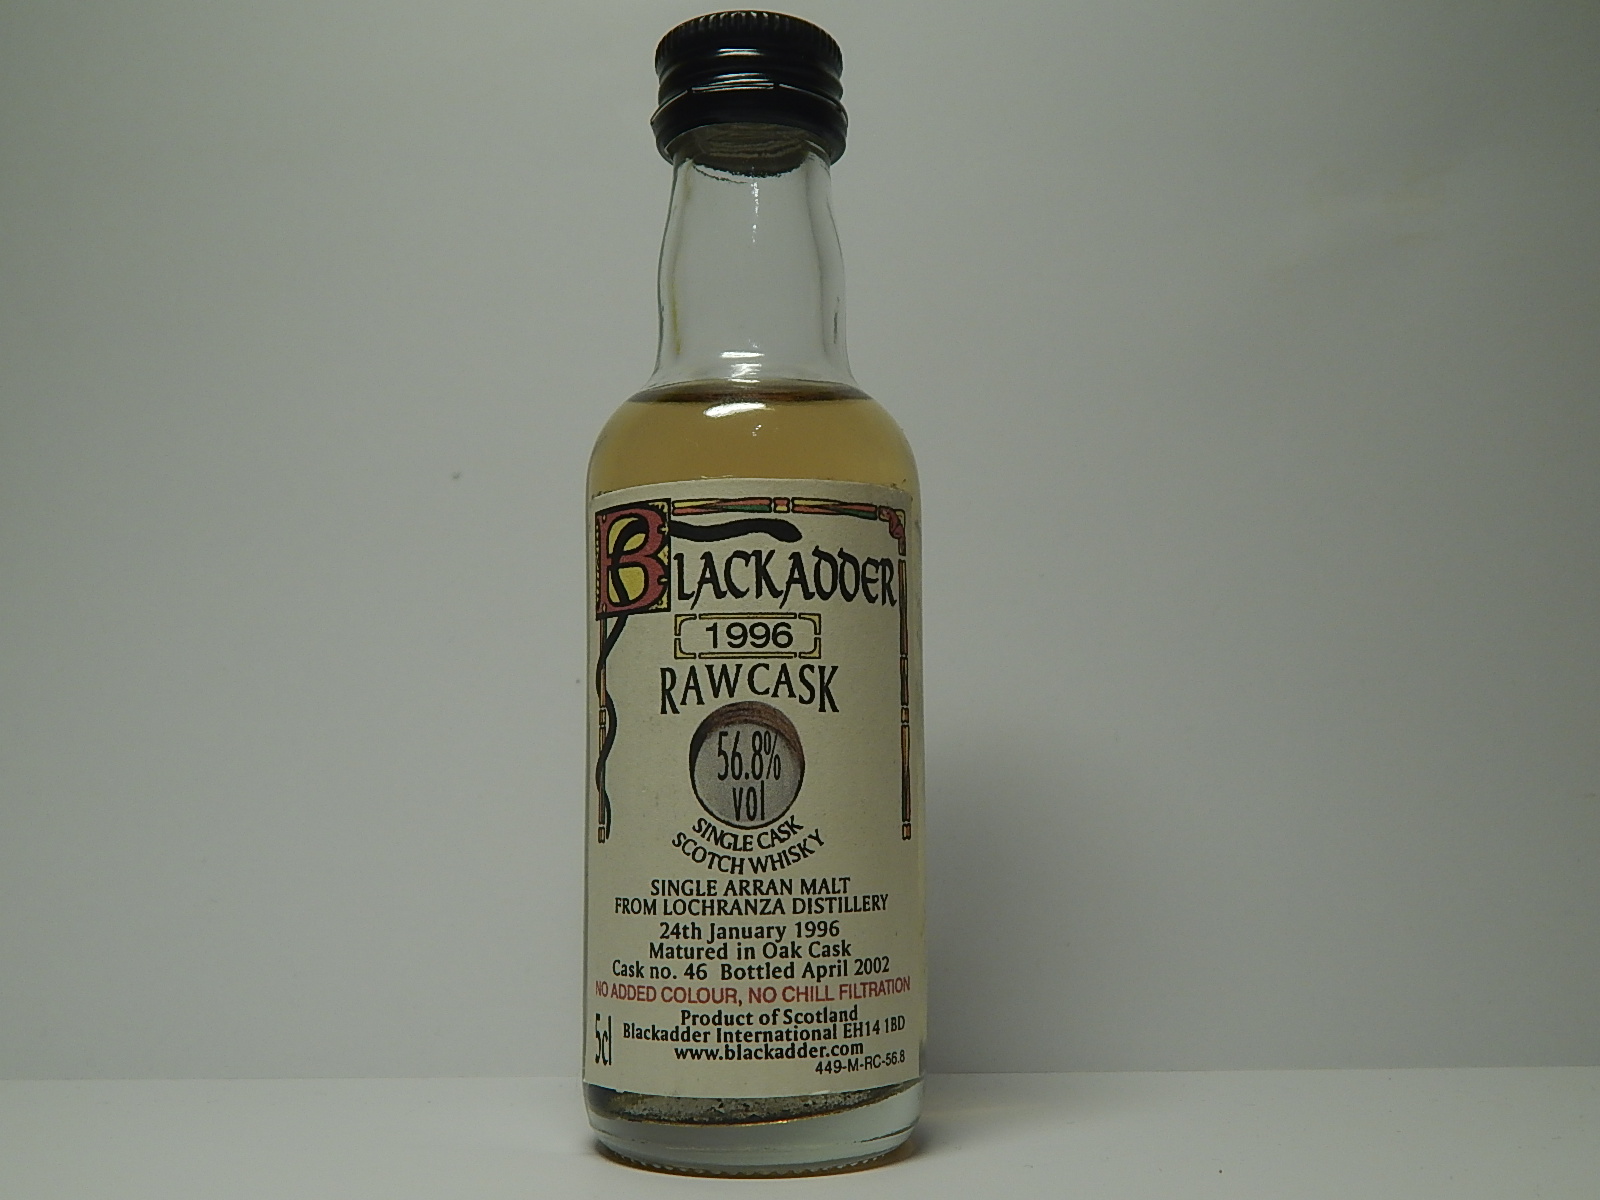 BLACKADDER
1996
RAW CASK
56.8%
vol
SINGLE CASK
SCOTCH WHISKY
SINGLE ARRAN MALT
FROM LOCHRANZA DISTILLERY
24th January 1996
Matured in Oak Cask
Cask no. 46 Bottled April 2002
NO ADDED COLOUR, NO CHILL FILTRATION
Product of Scotland
Blackadder International EH14 1BD
www.blackadder.com
5cl
449-M-RC-56.8